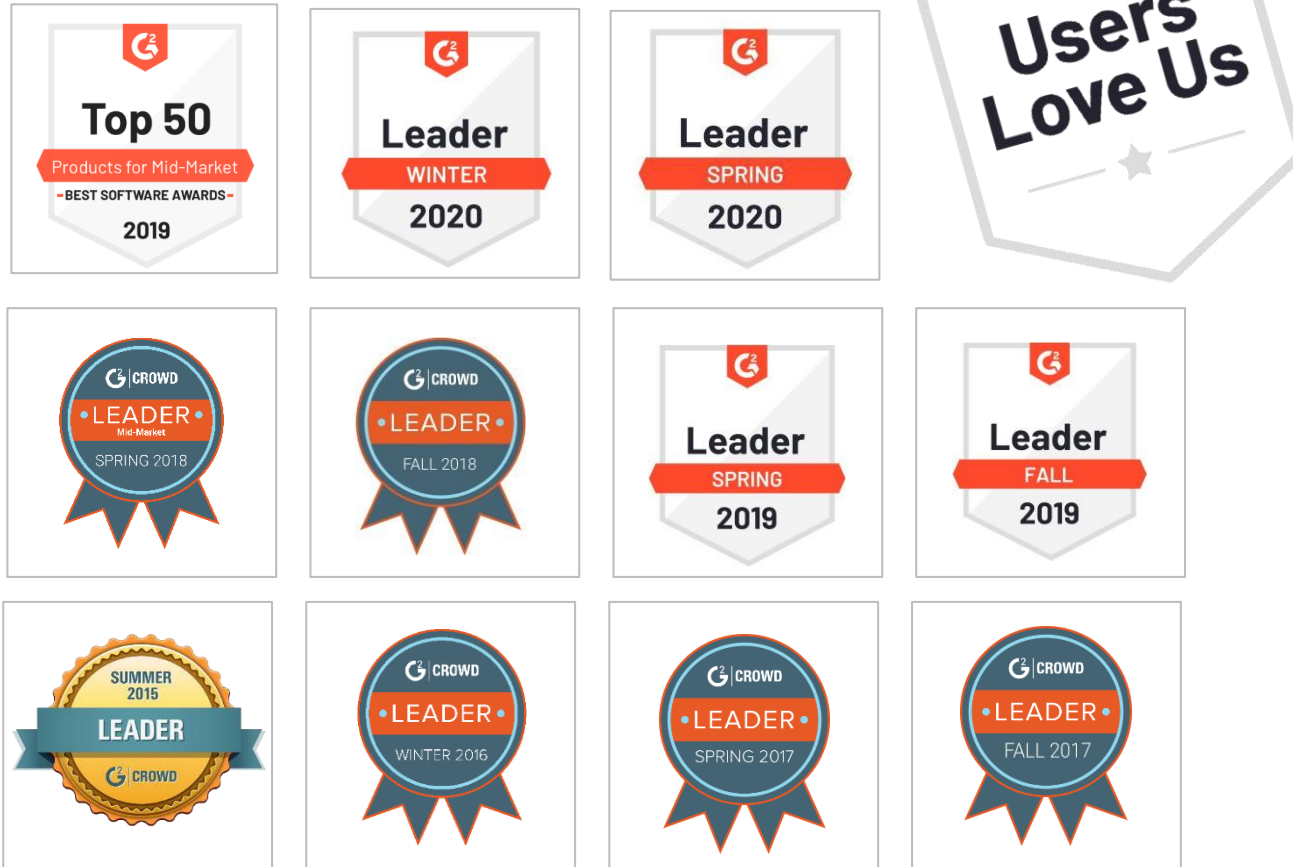 G2
Top 50
Products for Mid-Market
BEST SOFTWARE AWARDS
2019
G2
Leader
WINTER
2020
G2
Leader
SPRING
2020
Users
Love Us
G2 CROWD
LEADER
Mid-Market
SPRING 2018
G2 CROWD
LEADER
FALL 2018
G2
Leader
SPRING
2019
G2
Leader
FALL
2019
SUMMER
2015
LEADER
G2 CROWD
G2 CROWD
LEADER
WINTER 2016
G2 CROWD
LEADER
SPRING 2017
G2 CROWD
LEADER
FALL 2017